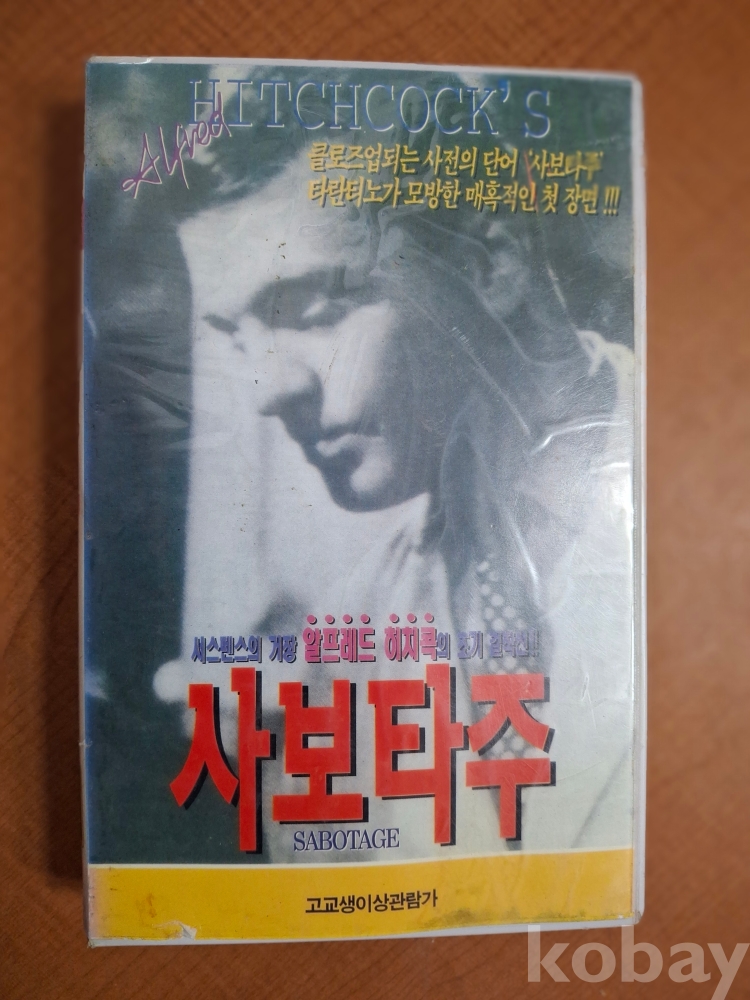 Alfred
HITCHCOCK'S
클로즈업되는 사전의 단어 '사보타주'
타란티노가 모방한 매혹적인 첫 장면 !!!
서스펜스의 거장 알프레드 히치콕의 초기 걸작선!!
사보타주
SABOTAGE
고교생이상관람가
kobay